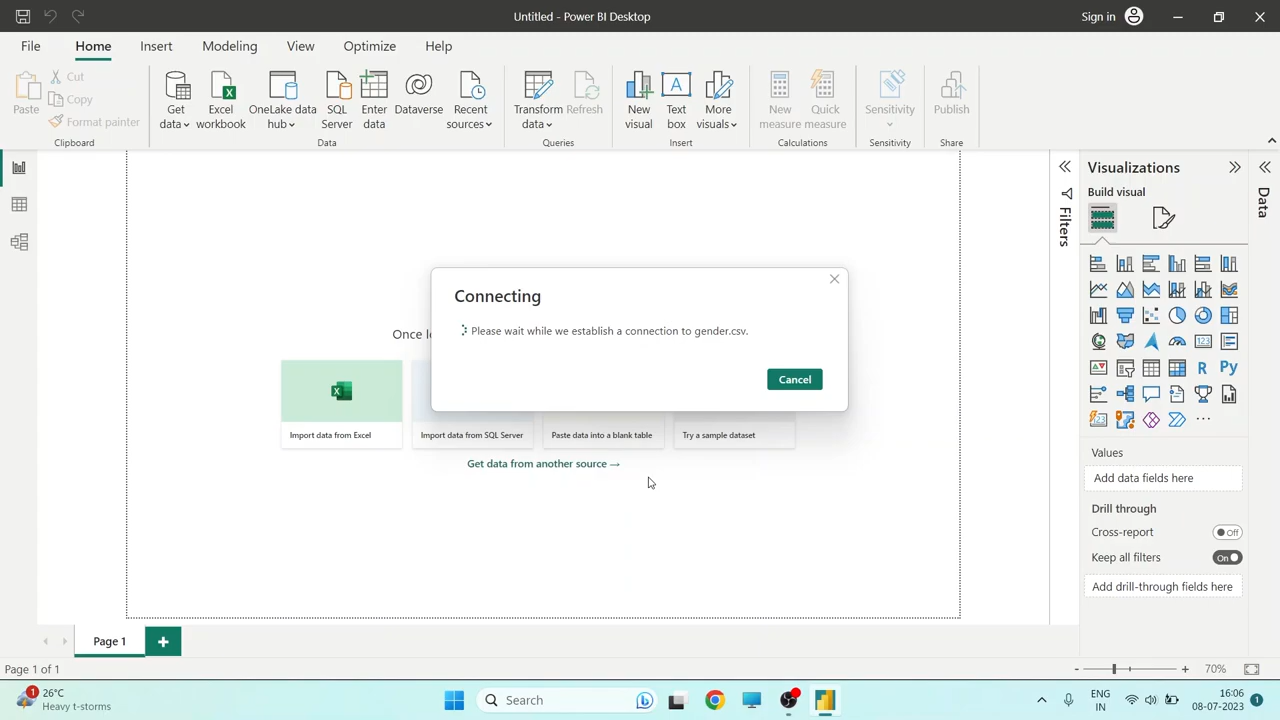 Untitled - Power BI Desktop
Sign in
File Home Insert Modeling View Optimize Help
Paste
Cut
Copy
Format painter
Clipboard
Get data
Excel workbook
OneLake data hub
SQL Server
Enter data
Dataverse
Recent sources
Data
Transform data
Refresh
Queries
New visual
Text box
More visuals
Insert
New measure
Quick measure
Calculations
Sensitivity
Sensitivity
Publish
Share
Once l
Connecting
Please wait while we establish a connection to gender.csv.
Cancel
Import data from Excel
Import data from SQL Server
Paste data into a blank table
Try a sample dataset
Get data from another source →
Filters
Visualizations
Build visual
Data
123
R
Py
Values
Add data fields here
Drill through
Cross-report
Off
Keep all filters
On
Add drill-through fields here
Page 1
Page 1 of 1
- + 70%
1
26°C
Heavy t-storms
Search
ENG
IN
16:06
08-07-2023
1